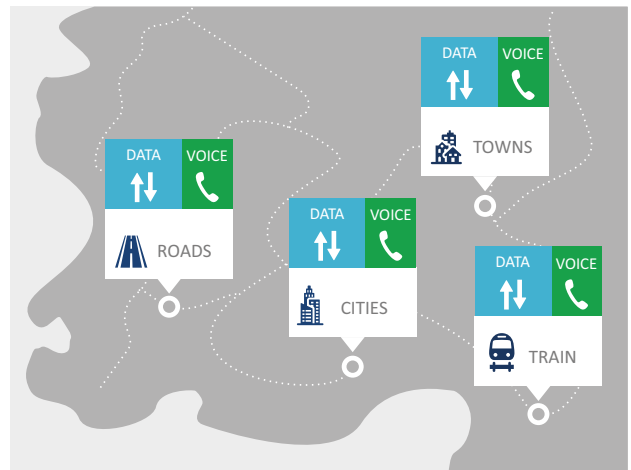 DATA VOICE
TOWNS
DATA VOICE
ROADS
DATA VOICE
CITIES
DATA VOICE
TRAIN